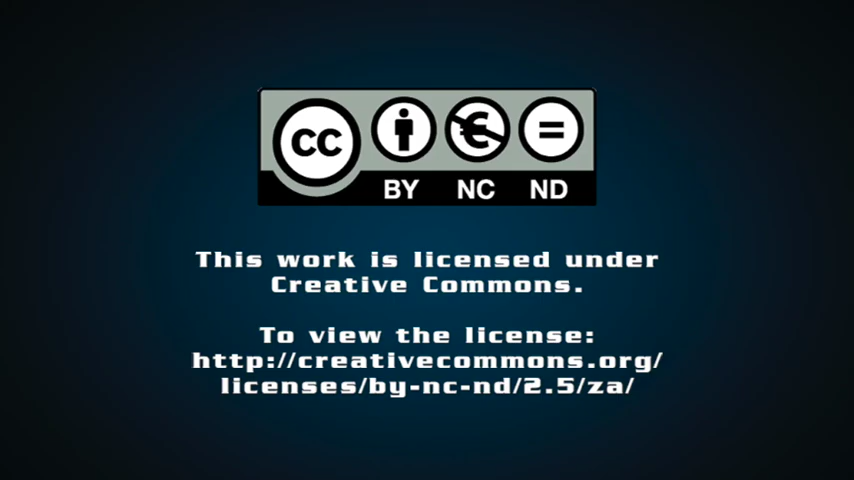 CC
BY NC ND
This work is licensed under
Creative Commons.
To view the license:
http://creativecommons.org/
licenses/by-nc-nd/2.5/za/